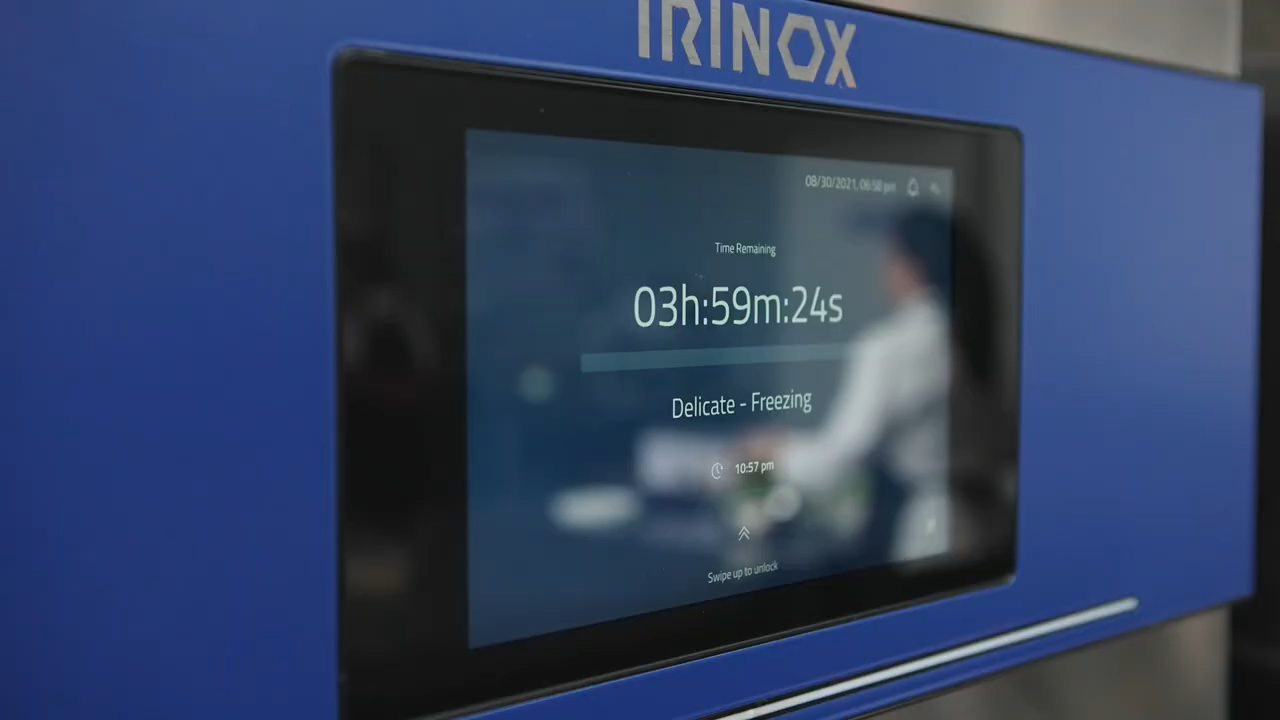 IRINOX
08/30/2021, 06:58 pm
Time Remaining
03h:59m:24s
Delicate - Freezing
10:57 pm
Swipe up to unlock